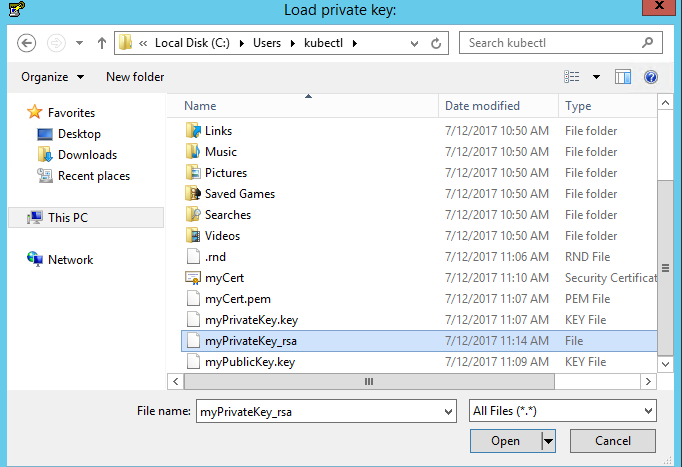 Load private key:
« Local Disk (C:) Users kubectl
Search kubectl
Organize New folder
Favorites
Desktop
Downloads
Recent places
This PC
Network
Name Date modified Type
Links 7/12/2017 10:50 AM File folder
Music 7/12/2017 10:50 AM File folder
Pictures 7/12/2017 10:50 AM File folder
Saved Games 7/12/2017 10:50 AM File folder
Searches 7/12/2017 10:50 AM File folder
Videos 7/12/2017 10:50 AM File folder
.rnd 7/12/2017 11:06 AM RND File
myCert 7/12/2017 11:10 AM Security Certificat
myCert.pem 7/12/2017 11:07 AM PEM File
myPrivateKey.key 7/12/2017 11:07 AM KEY File
myPrivateKey_rsa 7/12/2017 11:14 AM File
myPublicKey.key 7/12/2017 11:09 AM KEY File
File name: myPrivateKey_rsa All Files (*.*)
Open Cancel